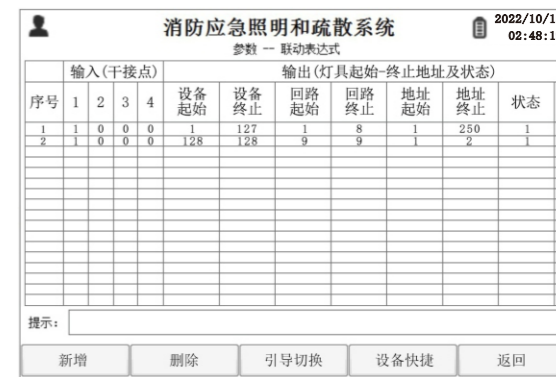 消防应急照明和疏散系统
2022/10/1
02:48:1
参数 -- 联动表达式
输入(干接点) 输出(灯具起始-终止地址及状态)
序号 1 2 3 4 设备起始 设备终止 回路起始 回路终止 地址起始 地址终止 状态
1 1 0 0 0 1 127 1 8 1 250 1
2 1 0 0 0 128 128 9 9 1 2 1
提示:
新增 删除 引导切换 设备快捷 返回